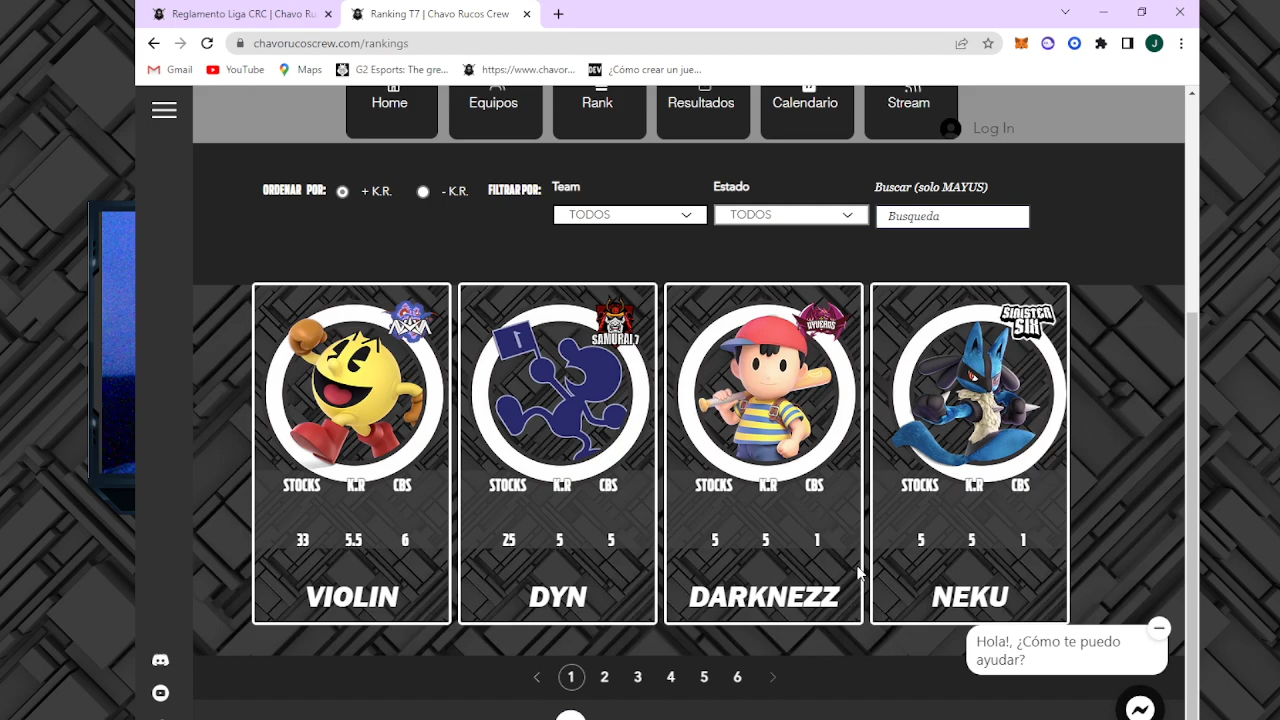 Reglamento Liga CRC | Chavo Ru
Ranking T7 | Chavo Rucos Crew
chavorucoscrew.com/rankings
J
Gmail
YouTube
Maps
G2 Esports: The gre...
https://www.chavor...
DEV
¿Cómo crear un jue...
Home
Equipos
Rank
Resultados
Calendario
Stream
Log In
ORDENAR POR:
+ K.R.
- K.R.
FILTRAR POR:
Team
TODOS
Estado
TODOS
Buscar (solo MAYUS)
Busqueda
SAMURAI 7
1
SINISTER SIX
STOCKS K.R CBS
33 5.5 6
VIOLIN
STOCKS K.R CBS
25 5 5
DYN
STOCKS K.R CBS
5 5 1
DARKNEZZ
STOCKS K.R CBS
5 5 1
NEKU
Hola!, ¿Cómo te puedo
ayudar?
< 1 2 3 4 5 6 >